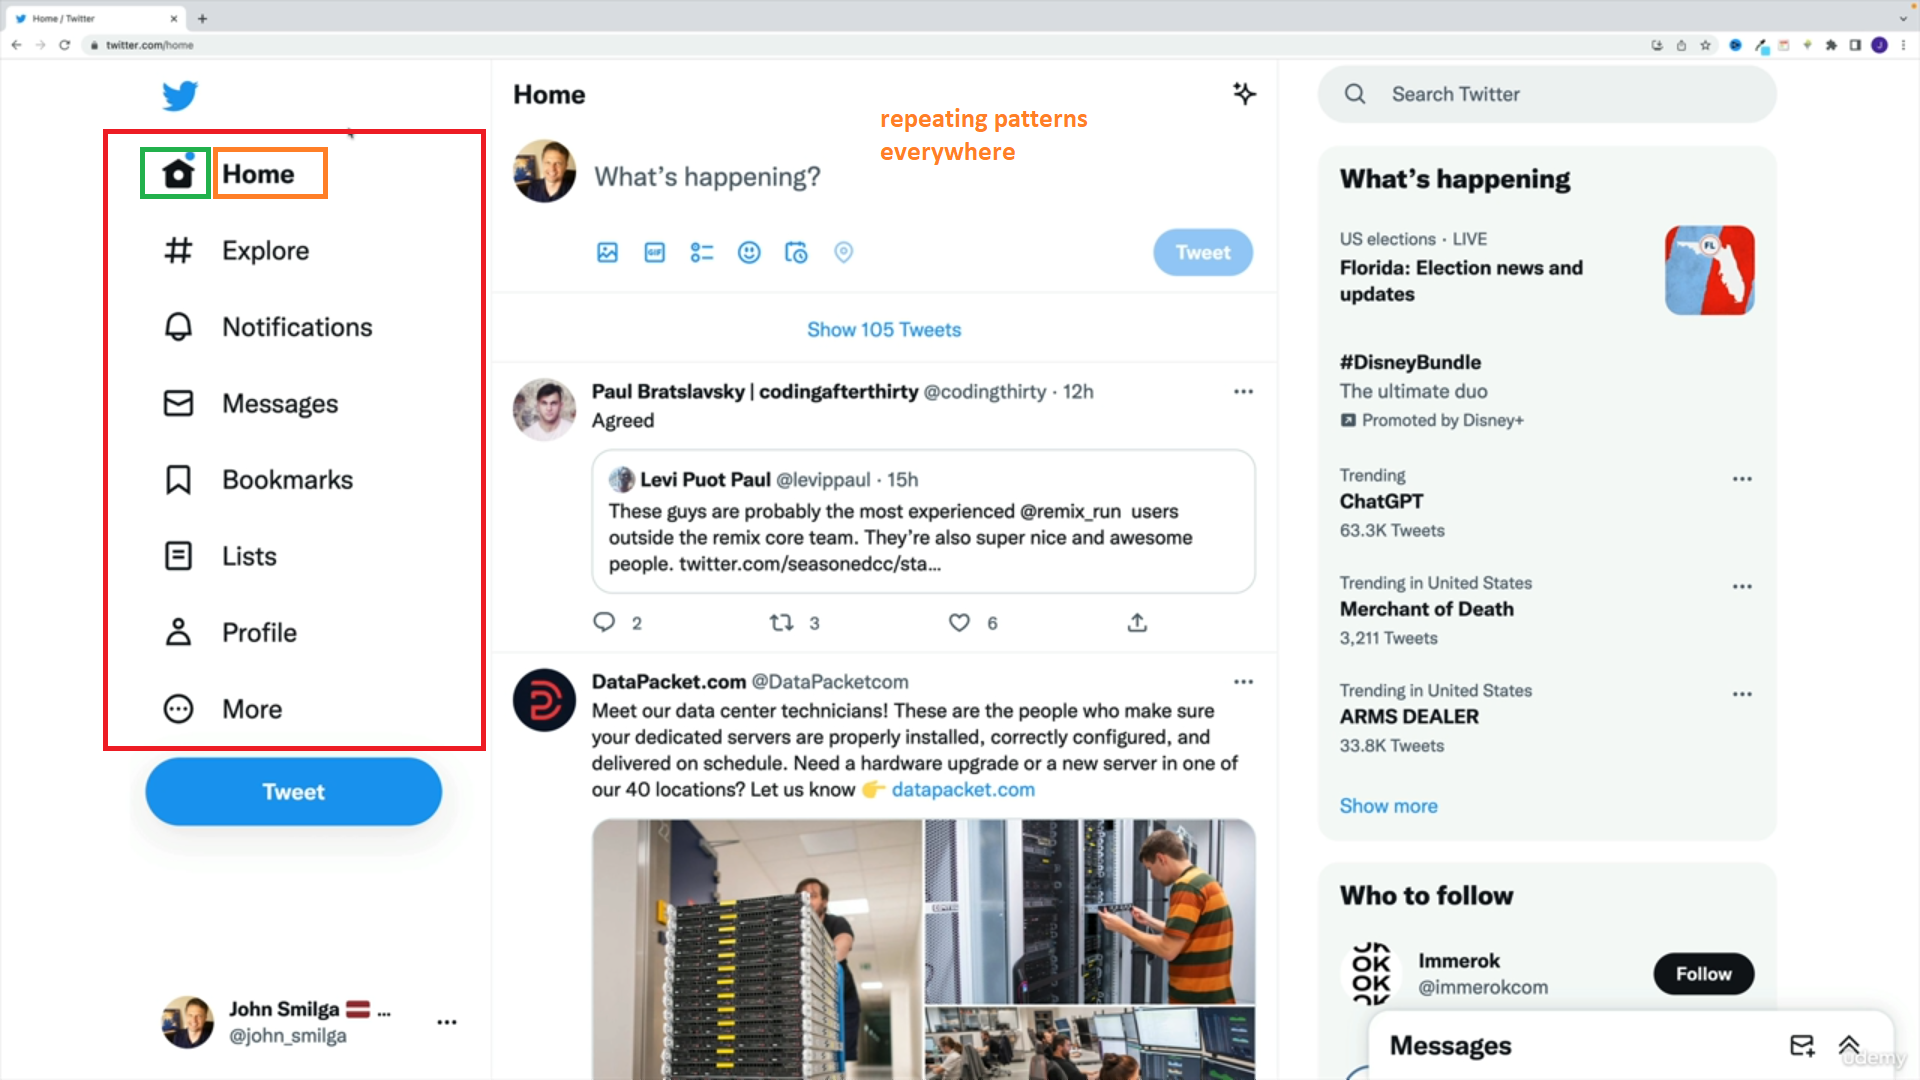 Home / Twitter
twitter.com/home
Home
Explore
Notifications
Messages
Bookmarks
Lists
Profile
More
Tweet
John Smilga 🇱🇻 ...
@john_smilga
Home
repeating patterns
everywhere
What's happening?
GIF
Tweet
Show 105 Tweets
Paul Bratslavsky | codingafterthirty @codingthirty · 12h
Agreed
Levi Puot Paul @levippaul · 15h
These guys are probably the most experienced @remix_run users
outside the remix core team. They're also super nice and awesome
people. twitter.com/seasonedcc/sta...
2 3 6
DataPacket.com @DataPacketcom
Meet our data center technicians! These are the people who make sure
your dedicated servers are properly installed, correctly configured, and
delivered on schedule. Need a hardware upgrade or a new server in one of
our 40 locations? Let us know 👉 datapacket.com
Search Twitter
What's happening
US elections · LIVE
Florida: Election news and
updates
FL
#DisneyBundle
The ultimate duo
Promoted by Disney+
Trending
ChatGPT
63.3K Tweets
Trending in United States
Merchant of Death
3,211 Tweets
Trending in United States
ARMS DEALER
33.8K Tweets
Show more
Who to follow
OK
OK
Immerok
@immerokcom
Follow
Messages
udemy